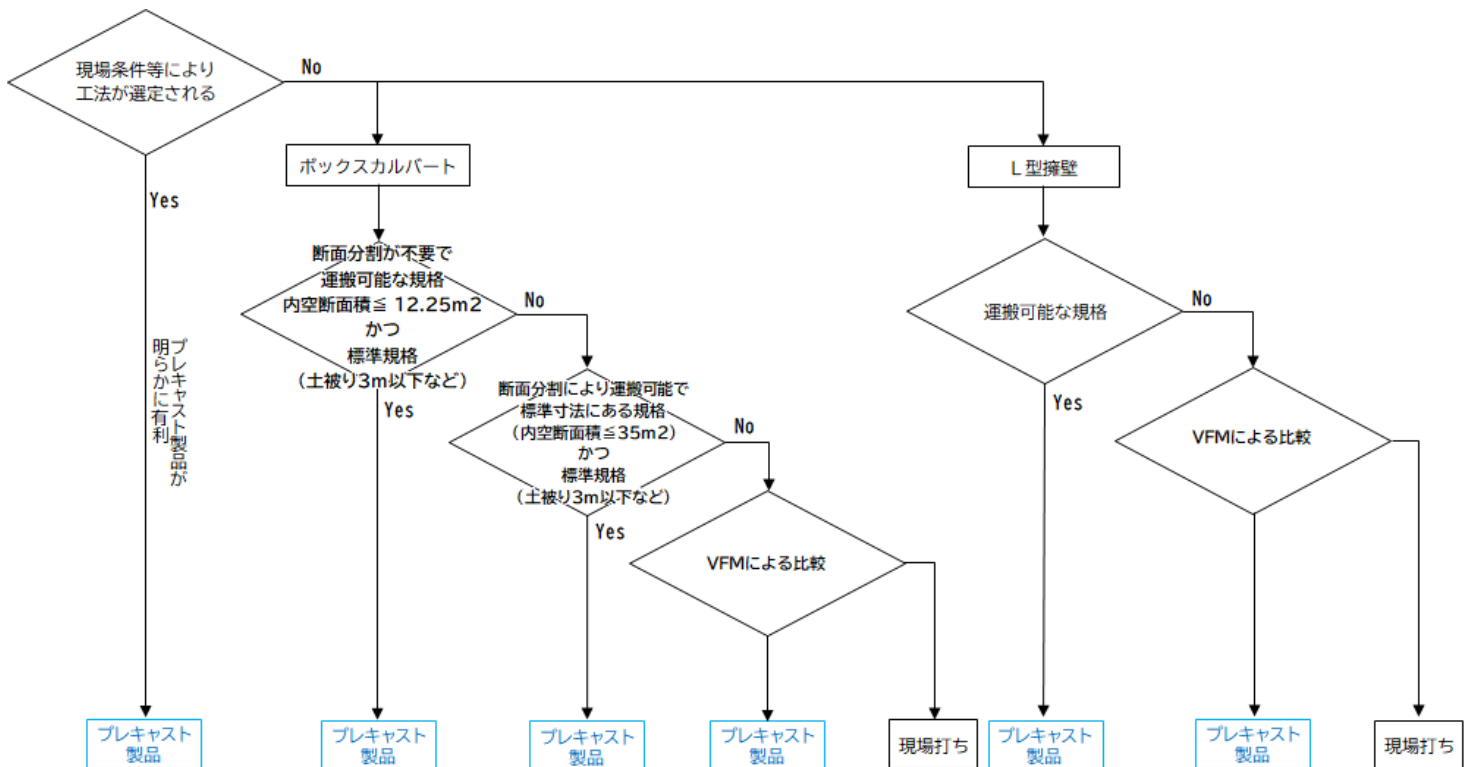 現場条件等により
工法が選定される
No
Yes
プレキャスト製品が
明らかに有利
ボックスカルバート
断面分割が不要で
運搬可能な規格
内空断面積≦ 12.25m2
かつ
標準規格
（土被り3m以下など）
No
Yes
断面分割により運搬可能で
標準寸法にある規格
（内空断面積≦35m2）
かつ
標準規格
（土被り3m以下など）
No
Yes
VFMによる比較
L型擁壁
運搬可能な規格
No
Yes
VFMによる比較
プレキャスト
製品
プレキャスト
製品
プレキャスト
製品
プレキャスト
製品
現場打ち
プレキャスト
製品
プレキャスト
製品
現場打ち